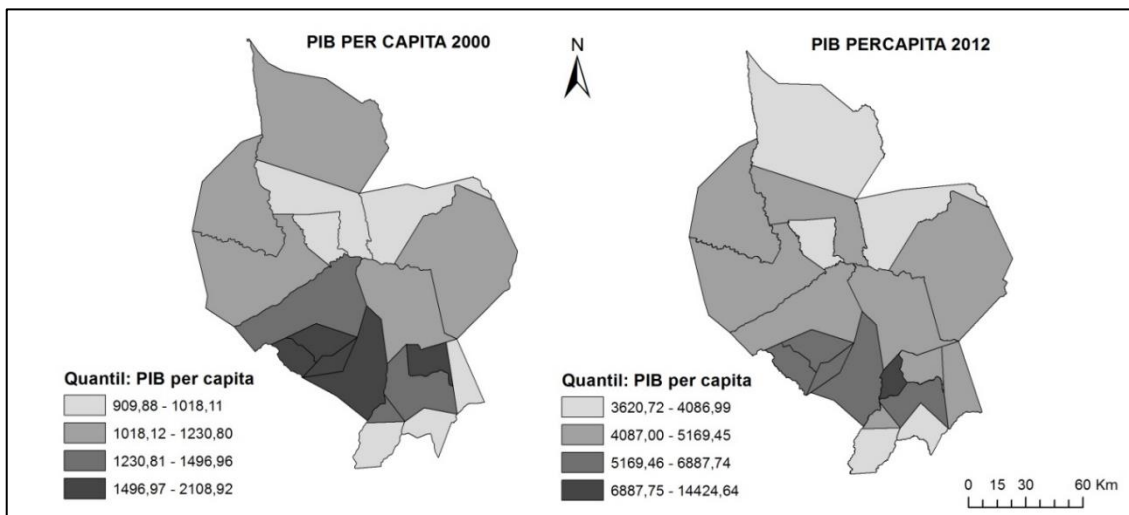 PIB PER CAPITA 2000
N
PIB PERCAPITA 2012
Quantil: PIB per capita
909,88 - 1018,11
1018,12 - 1230,80
1230,81 - 1496,96
1496,97 - 2108,92
Quantil: PIB per capita
3620,72 - 4086,99
4087,00 - 5169,45
5169,46 - 6887,74
6887,75 - 14424,64
0 15 30 60 Km